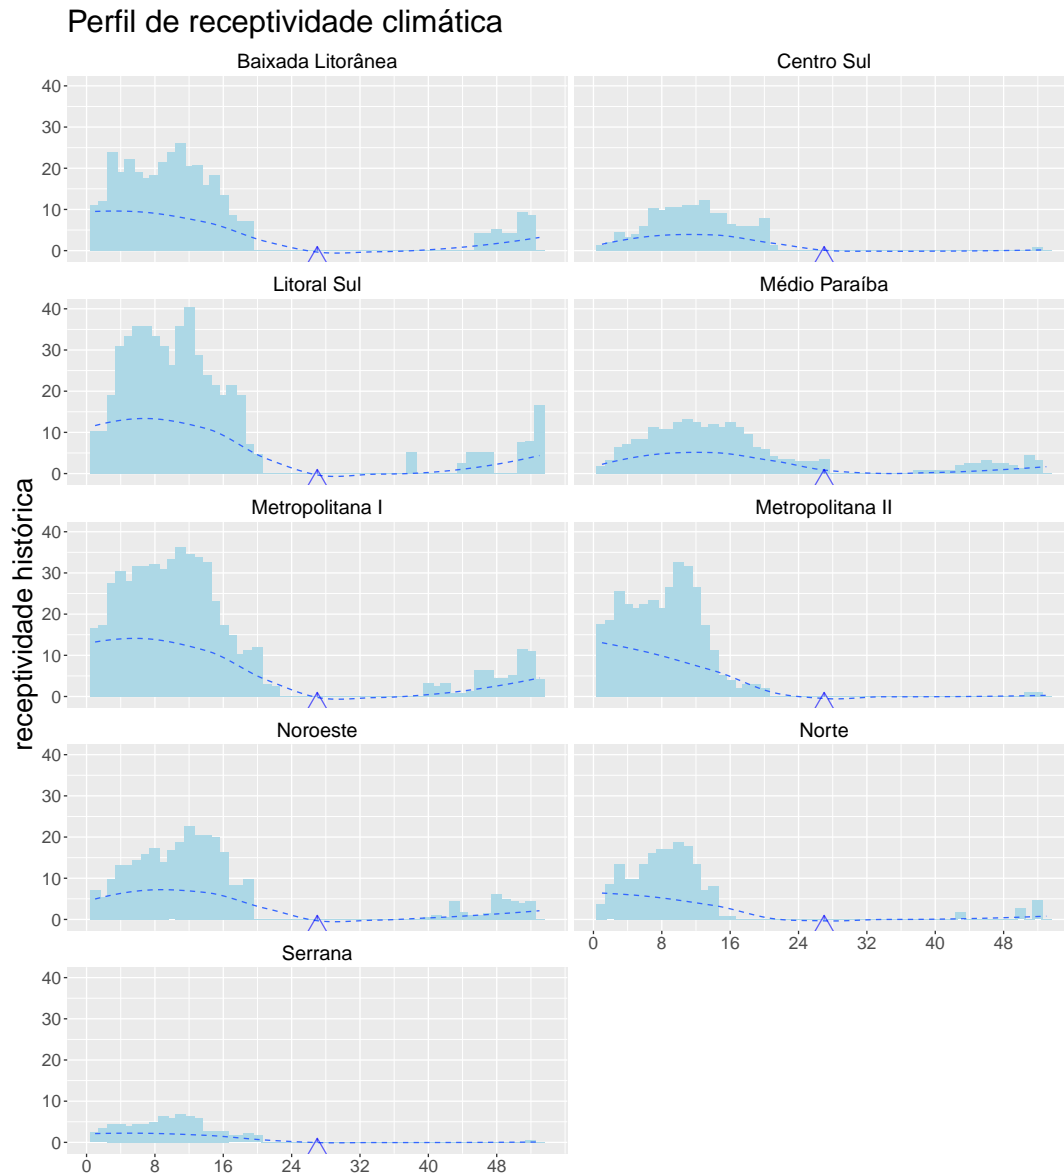 Perfil de receptividade climática
Baixada Litorânea
Centro Sul
40
30
20
10
0
Litoral Sul
Médio Paraíba
40
30
20
10
0
Metropolitana I
Metropolitana II
40
30
20
10
0
receptividade histórica
Noroeste
Norte
40
30
20
10
0
0 8 16 24 32 40 48
Serrana
40
30
20
10
0
0 8 16 24 32 40 48